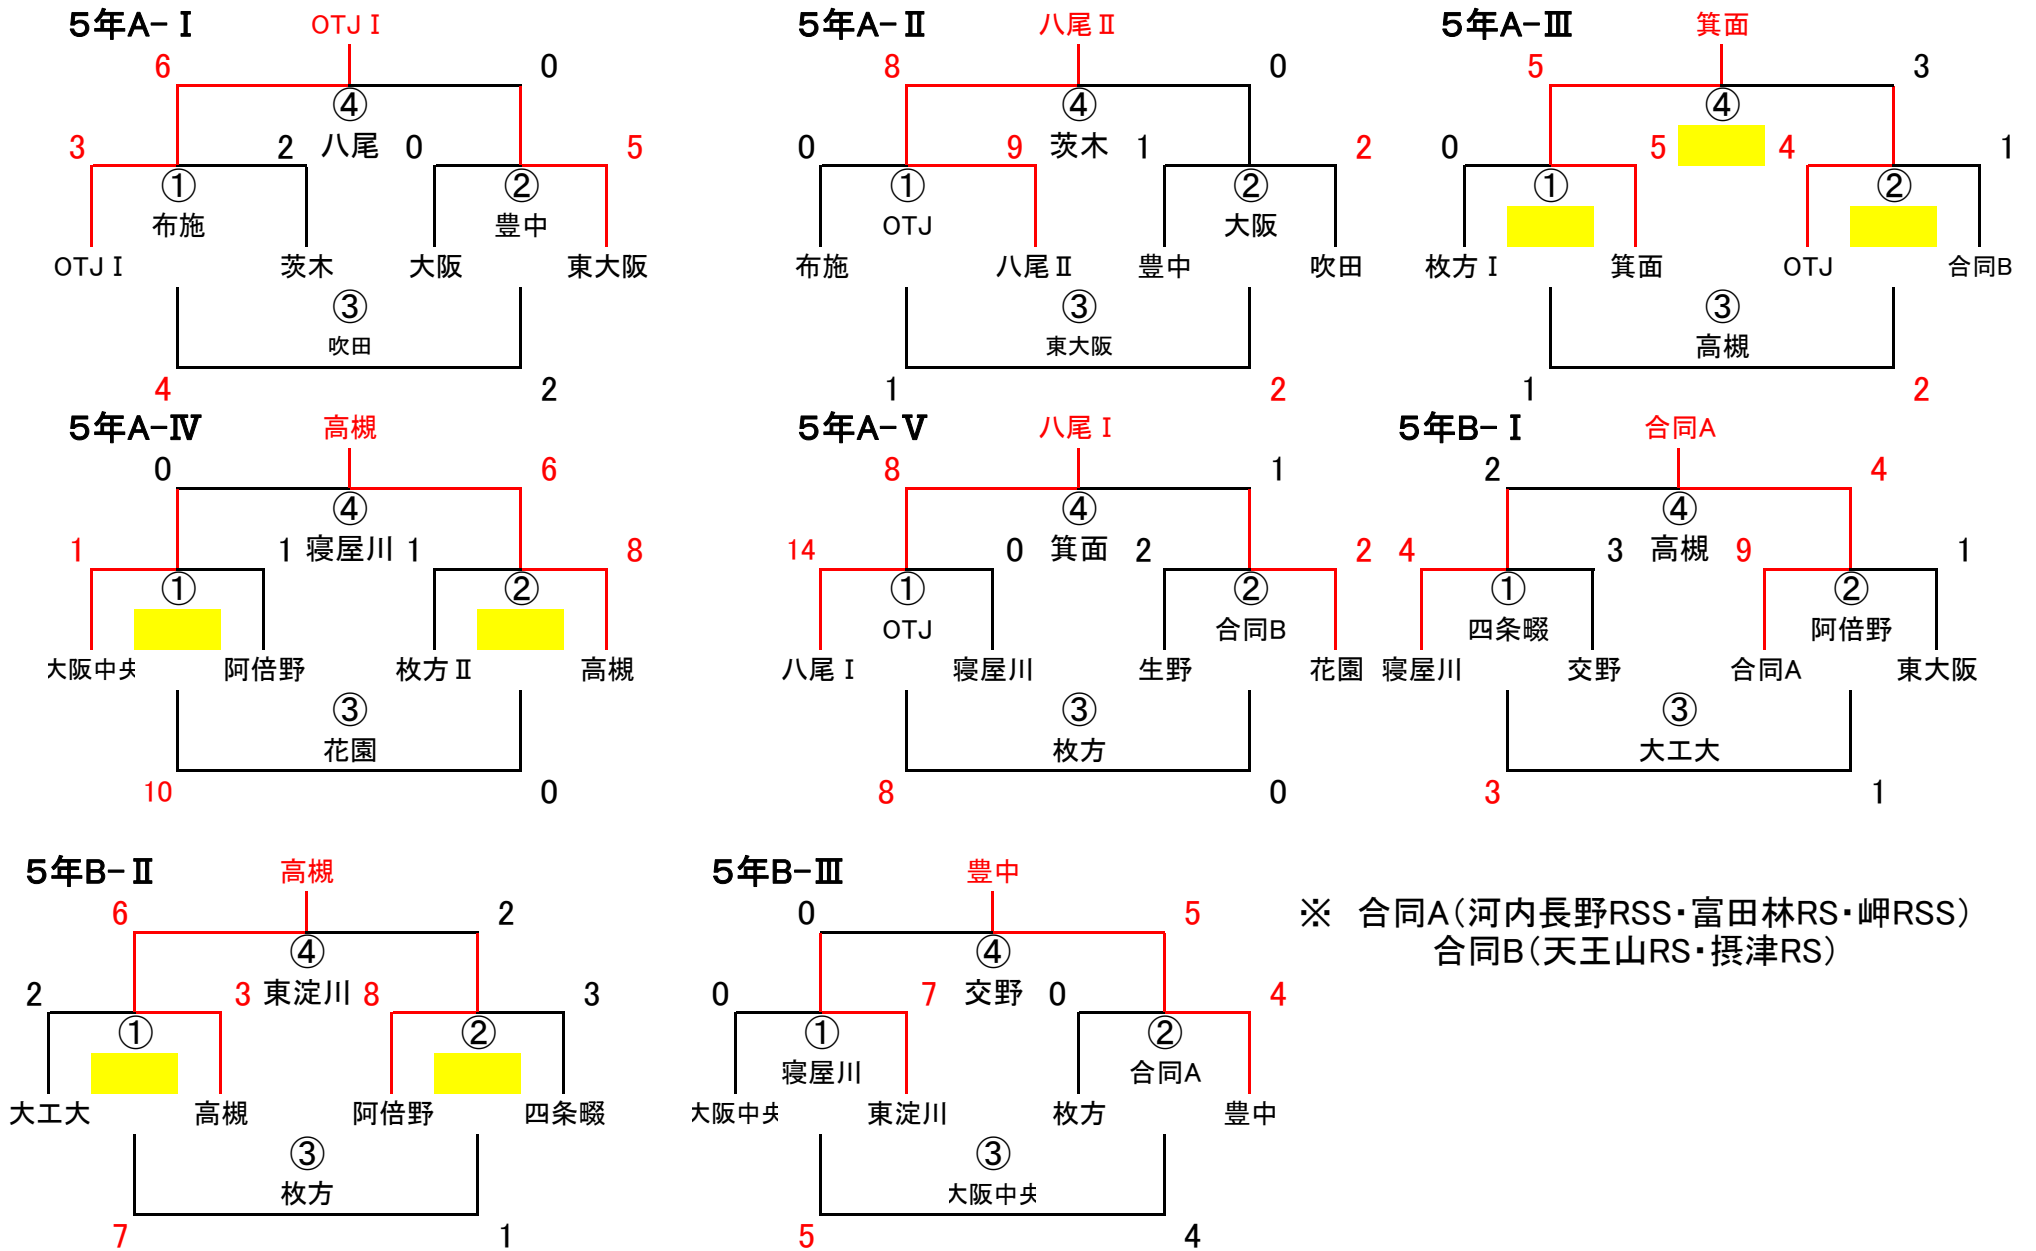 5年A-Ⅰ OTJ Ⅰ 5年A-Ⅱ 八尾Ⅱ 5年A-Ⅲ 箕面
6 0 8 0 5 3
④ ④ ④
3 2 八尾 0 5 0 9 茨木 1 2 0 5 4 1
① ② ① ② ① ②
布施 豊中 OTJ 大阪
OTJ Ⅰ 茨木 大阪 東大阪 布施 八尾Ⅱ 豊中 吹田 枚方Ⅰ 箕面 OTJ 合同B
③ ③ ③
吹田 東大阪 高槻
4 2 1 2 1 2
5年A-Ⅳ 高槻 5年A-Ⅴ 八尾Ⅰ 5年B-Ⅰ 合同A
0 6 8 1 2 4
④ ④ ④
1 1 寝屋川 1 8 14 0 箕面 2 2 4 3 高槻 9 1
① ② ① ② ① ②
OTJ 合同B 四条畷 阿倍野
大阪中央 阿倍野 枚方Ⅱ 高槻 八尾Ⅰ 寝屋川 生野 花園 寝屋川 交野 合同A 東大阪
③ ③ ③
花園 枚方 大工大
10 0 8 0 3 1
5年B-Ⅱ 高槻 5年B-Ⅲ 豊中
6 2 0 5 ※ 合同A(河内長野RSS・富田林RS・岬RSS)
④ ④ 合同B(天王山RS・摂津RS)
2 3 東淀川 8 3 0 7 交野 0 4
① ② ① ②
寝屋川 合同A
大工大 高槻 阿倍野 四条畷 大阪中央 東淀川 枚方 豊中
③ ③
枚方 大阪中央
7 1 5 4